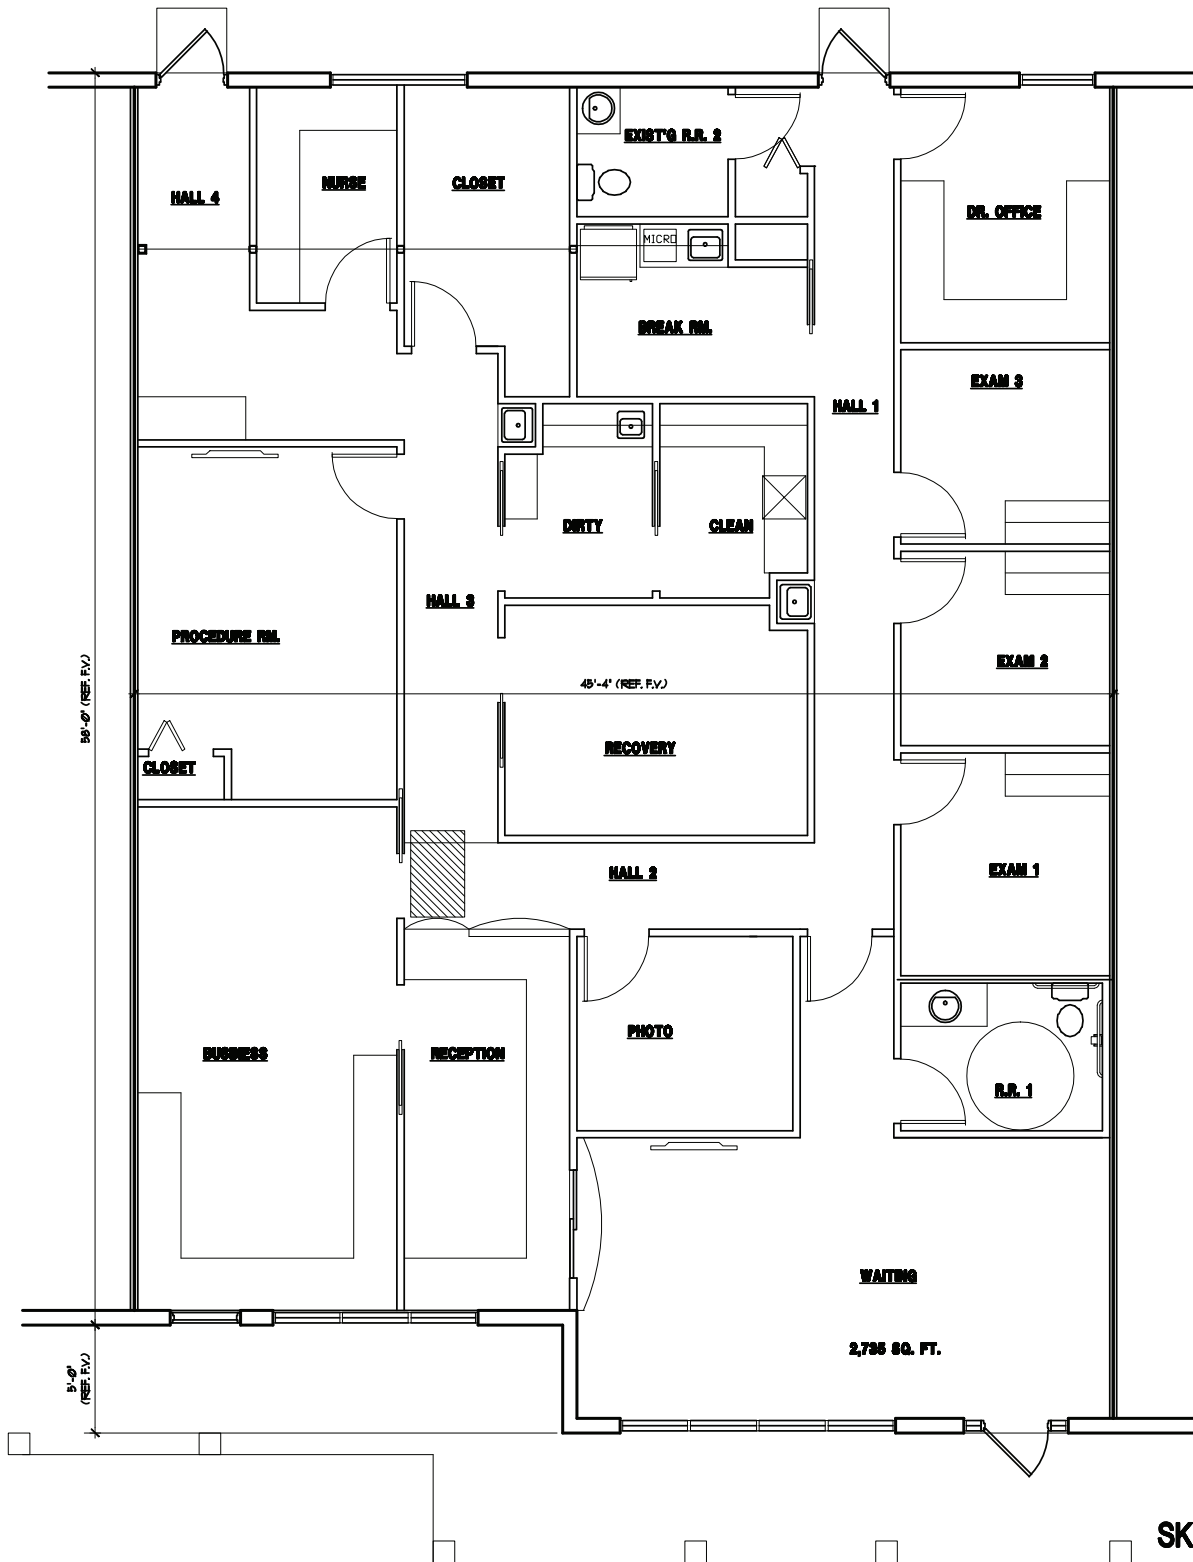 EXIST'G R.R. 2
NURSE
CLOSET
HALL 4
DR. OFFICE
MICRO
BREAK RM.
EXAM 3
HALL 1
DIRTY
CLEAN
HALL 3
PROCEDURE RM.
EXAM 2
58'-0" (REF. F.V.)
45'-4" (REF. F.V.)
RECOVERY
CLOSET
HALL 2
EXAM 1
PHOTO
BUSINESS
RECEPTION
R.R. 1
WAITING
2,735 SQ. FT.
5'-0"
(REF. F.V.)
SK